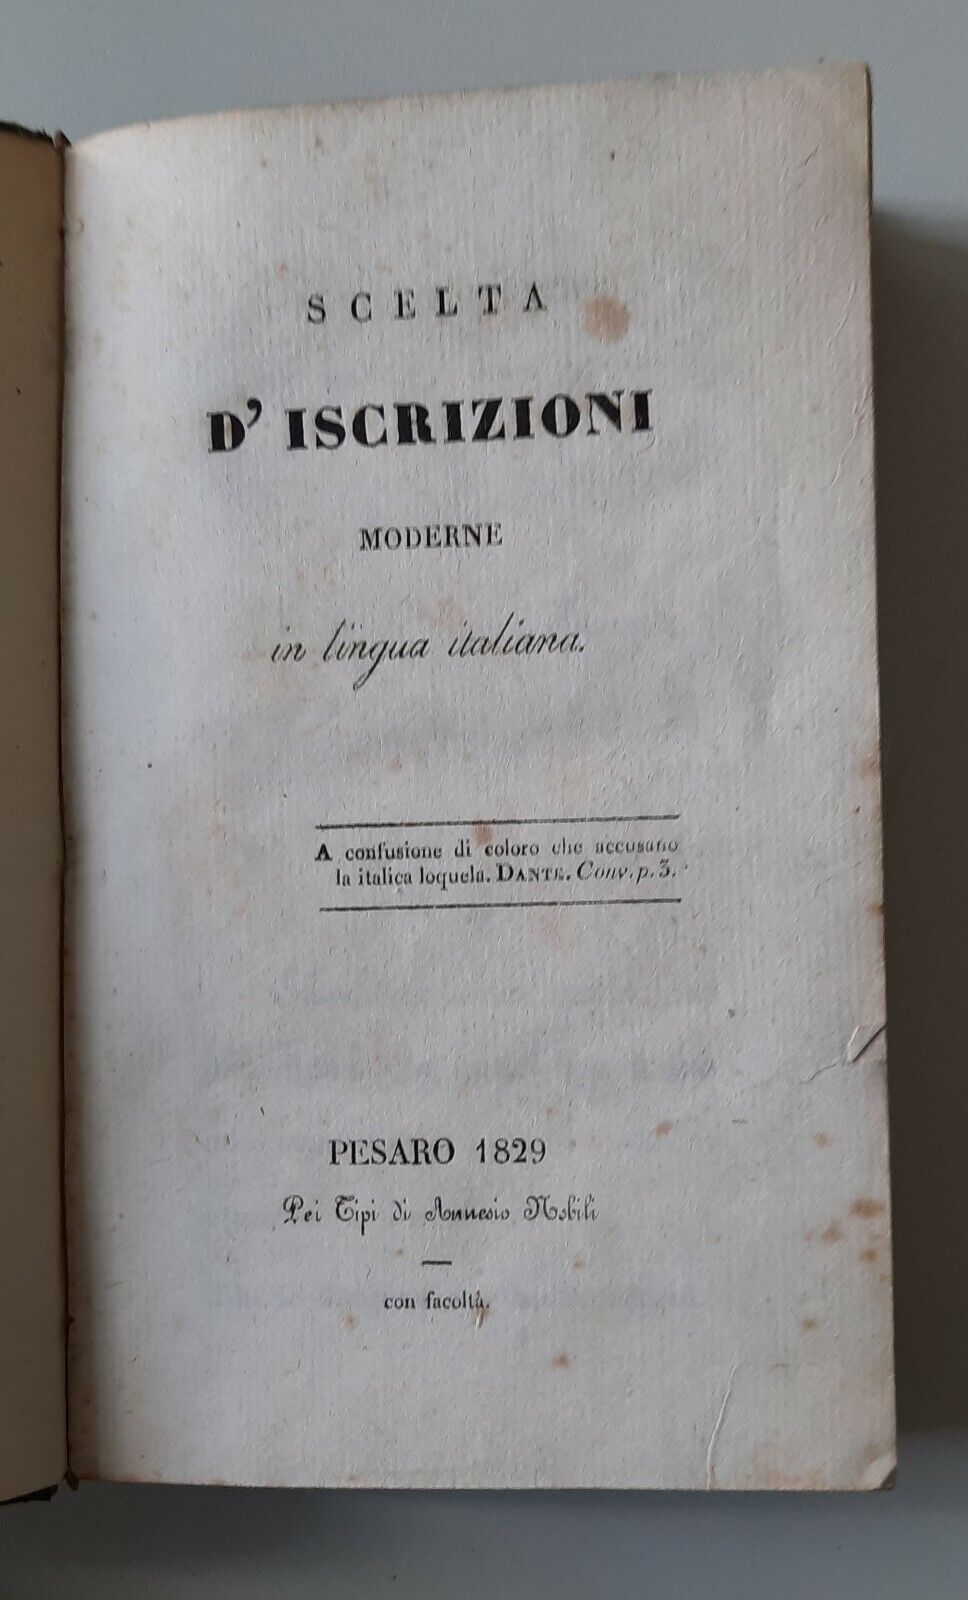 SCELTA
D' ISCRIZIONI
MODERNE
in lingua italiana.
A confusione di coloro che accusano
la italica loquela. DANTE. Conv. p. 3.
PESARO 1829
Pei Tipi di Annesio Nobili
—
con facoltà.